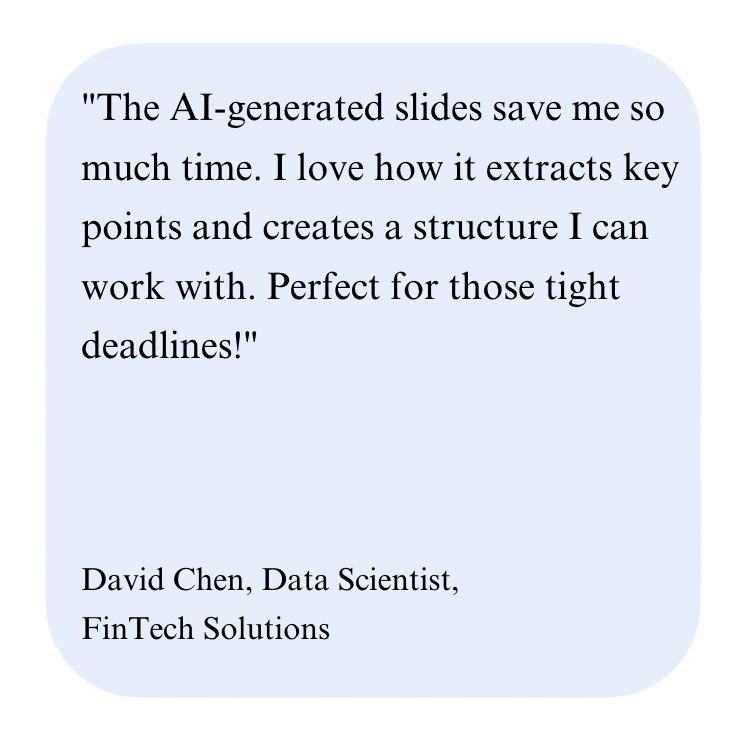 "The AI-generated slides save me so
much time. I love how it extracts key
points and creates a structure I can
work with. Perfect for those tight
deadlines!"
David Chen, Data Scientist,
FinTech Solutions